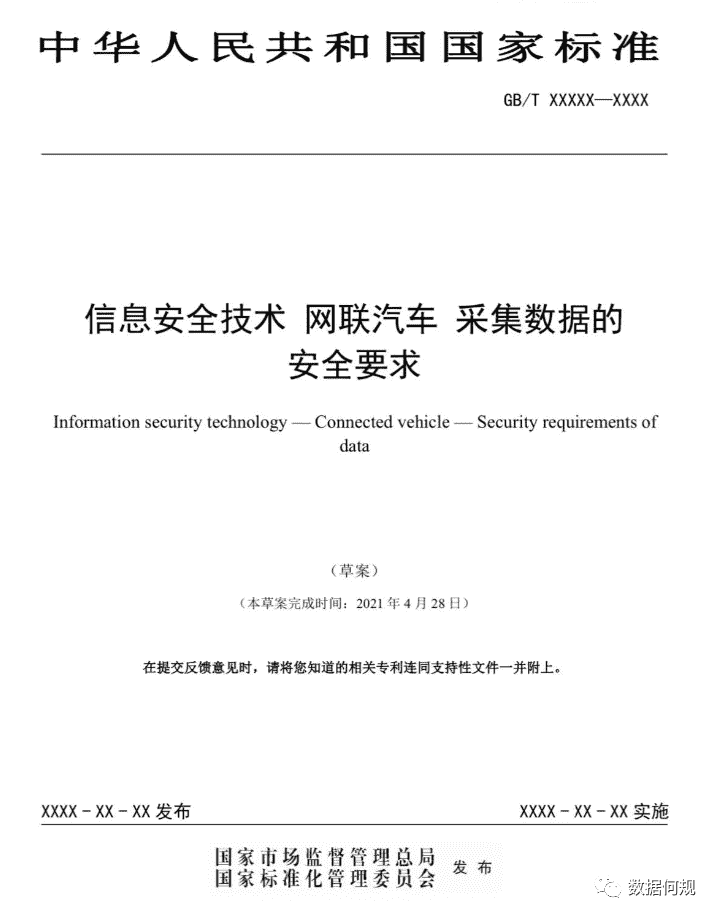 中华人民共和国国家标准
GB/T XXXXX—XXXX
信息安全技术 网联汽车 采集数据的
安全要求
Information security technology — Connected vehicle — Security requirements of
data
（草案）
（本草案完成时间：2021 年 4 月 28 日）
在提交反馈意见时，请将您知道的相关专利连同支持性文件一并附上。
XXXX－XX－XX 发布
XXXX－XX－XX 实施
国家市场监督管理总局
国家标准化管理委员会 发 布
数据何规